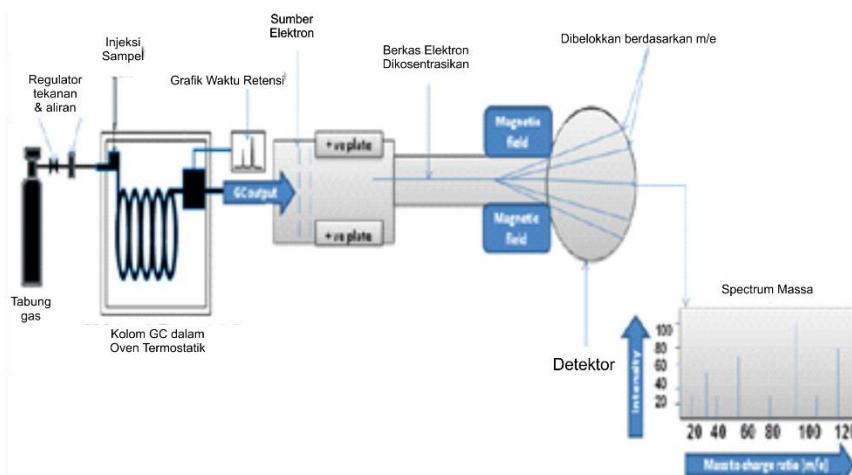 Sumber
Elektron
Injeksi
Sampel
Dibelokkan berdasarkan m/e
Berkas Elektron
Dikosentrasikan
Grafik Waktu Retensi
Regulator
tekanan
& aliran
Magnetic
field
+ve plate
GC output
+ve plate
Magnetic
field
Tabung
gas
Kolom GC dalam
Oven Termostatik
Detektor
Spectrum Massa
Intensity
100
80
60
40
20
20 40 60 80 100 120
Mass to charge ratio (m/e)